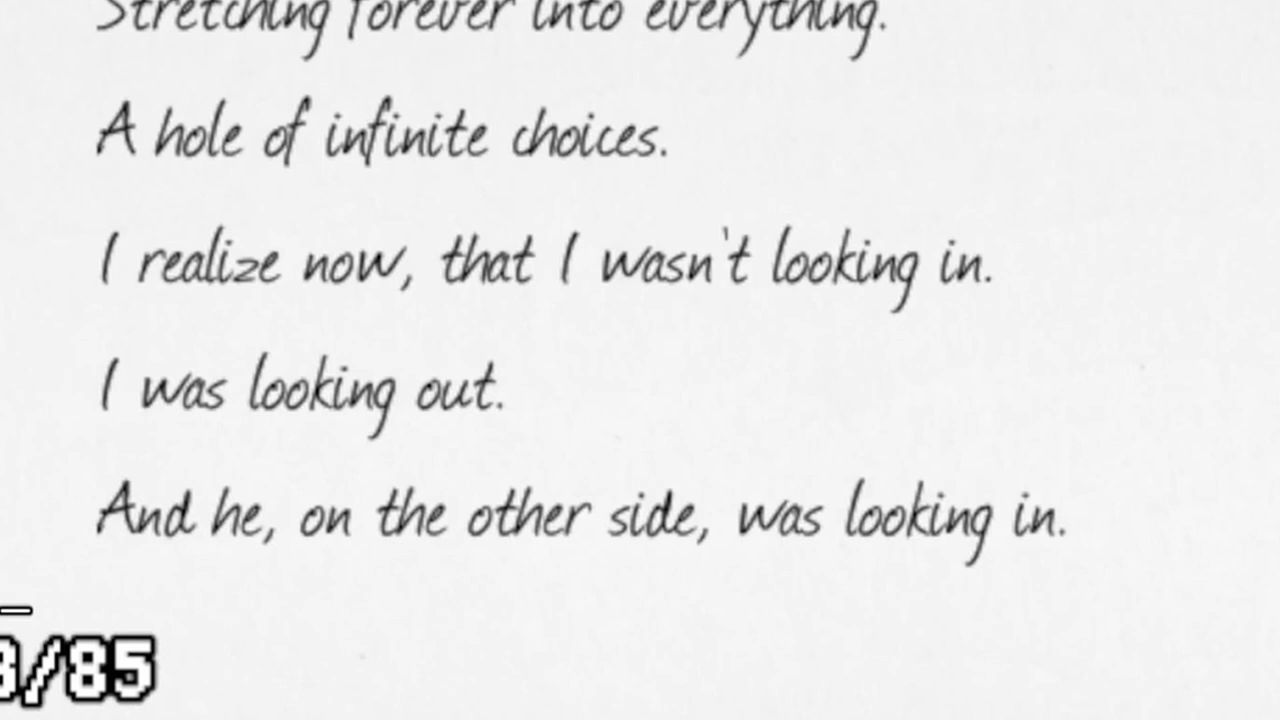 Stretching forever into everything.
A hole of infinite choices.
I realize now, that I wasn't looking in.
I was looking out.
And he, on the other side, was looking in.
/85